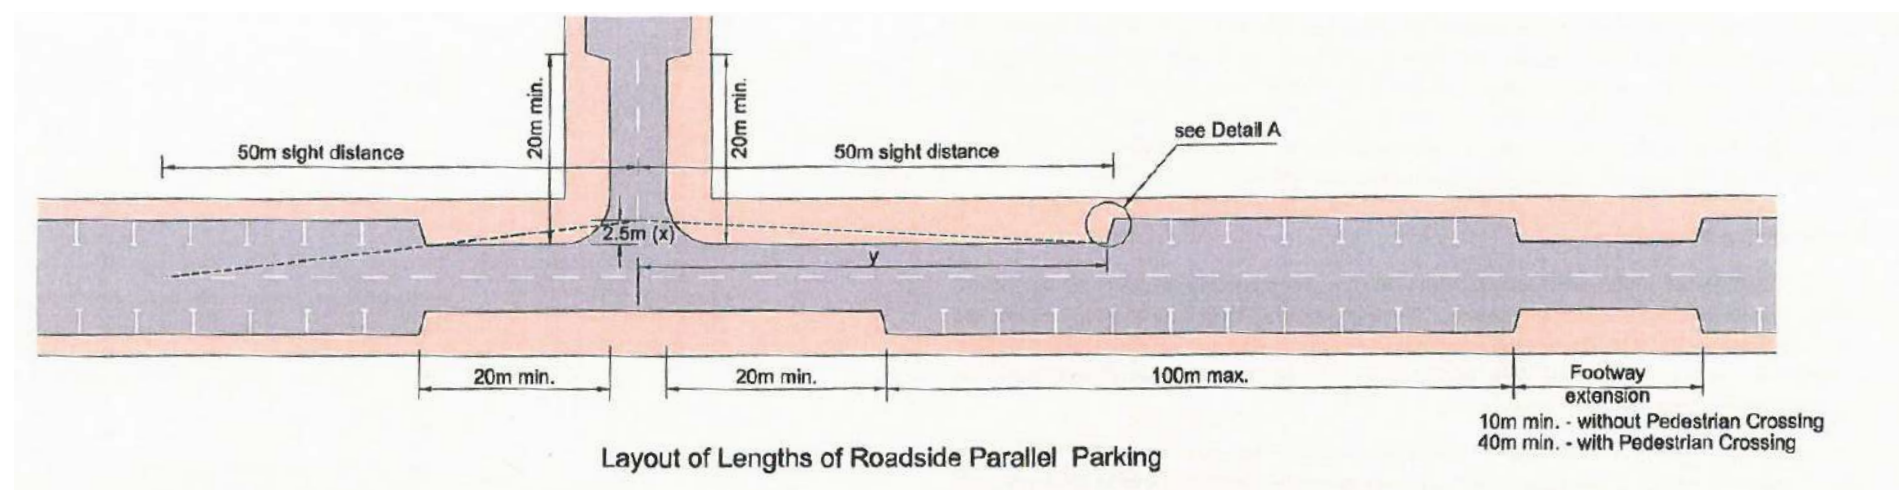 see Detail A
50m sight distance
20m min.
20m min.
50m sight distance
2.5m (x)
y
20m min.
20m min.
100m max.
Footway
extension
10m min. - without Pedestrian Crossing
40m min. - with Pedestrian Crossing
Layout of Lengths of Roadside Parallel Parking